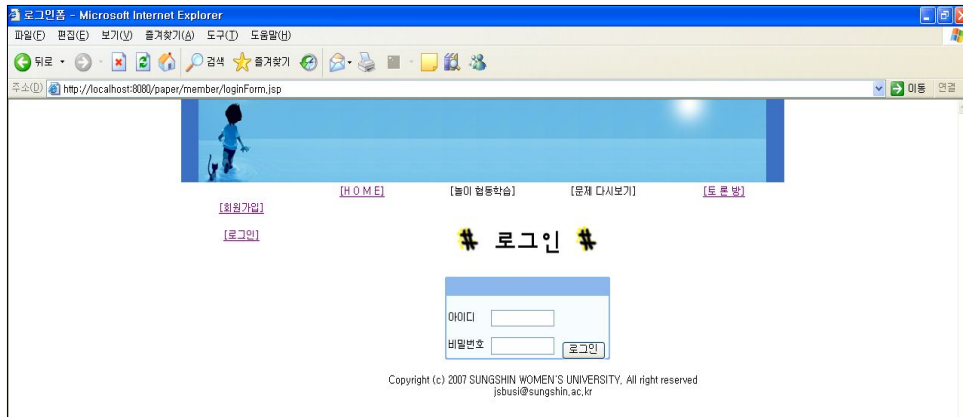 로그인폼 - Microsoft Internet Explorer
파일(F) 편집(E) 보기(V) 즐겨찾기(A) 도구(T) 도움말(H)
뒤로 검색 즐겨찾기
주소(D) http://localhost:8080/paper/member/loginForm.jsp 이동 연결
[H O M E] [놀이 협동학습] [문제 다시보기] [토 론 방]
[회원가입]
[로그인]
# 로그인 #
아이디
비밀번호 로그인
Copyright (c) 2007 SUNGSHIN WOMEN'S UNIVERSITY, All right reserved
jsbusi@sungshin.ac.kr